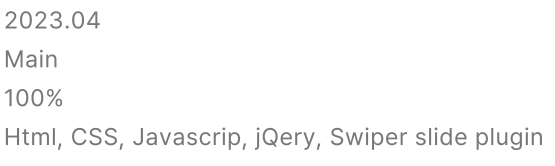 2023.04
Main
100%
Html, CSS, Javascrip, jQery, Swiper slide plugin